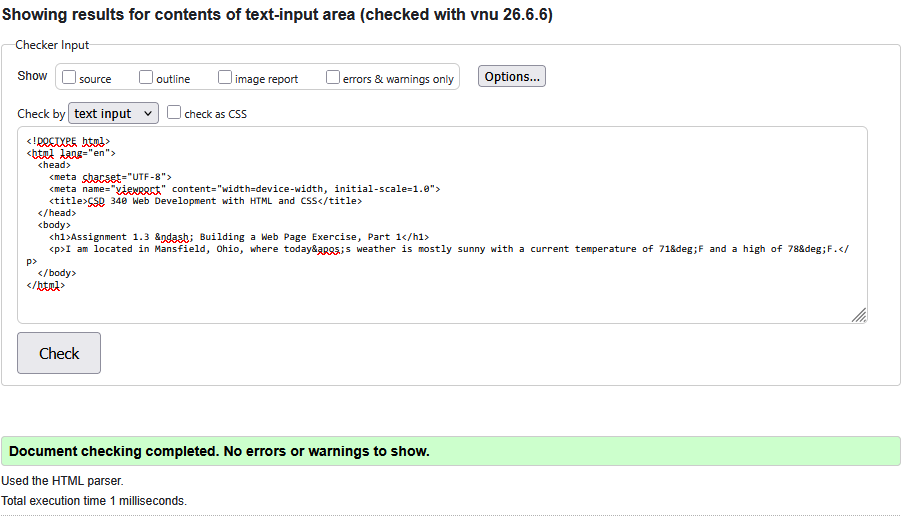 Showing results for contents of text-input area (checked with vnu 26.6.6)
Checker Input
Show source outline image report errors & warnings only Options...
Check by text input check as CSS
<!DOCTYPE html>
<html lang="en">
  <head>
    <meta charset="UTF-8">
    <meta name="viewport" content="width=device-width, initial-scale=1.0">
    <title>CSD 340 Web Development with HTML and CSS</title>
  </head>
  <body>
    <h1>Assignment 1.3 &ndash; Building a Web Page Exercise, Part 1</h1>
    <p>I am located in Mansfield, Ohio, where today&apos;s weather is mostly sunny with a current temperature of 71&deg;F and a high of 78&deg;F.</
p>
  </body>
</html>
Check
Document checking completed. No errors or warnings to show.
Used the HTML parser.
Total execution time 1 milliseconds.